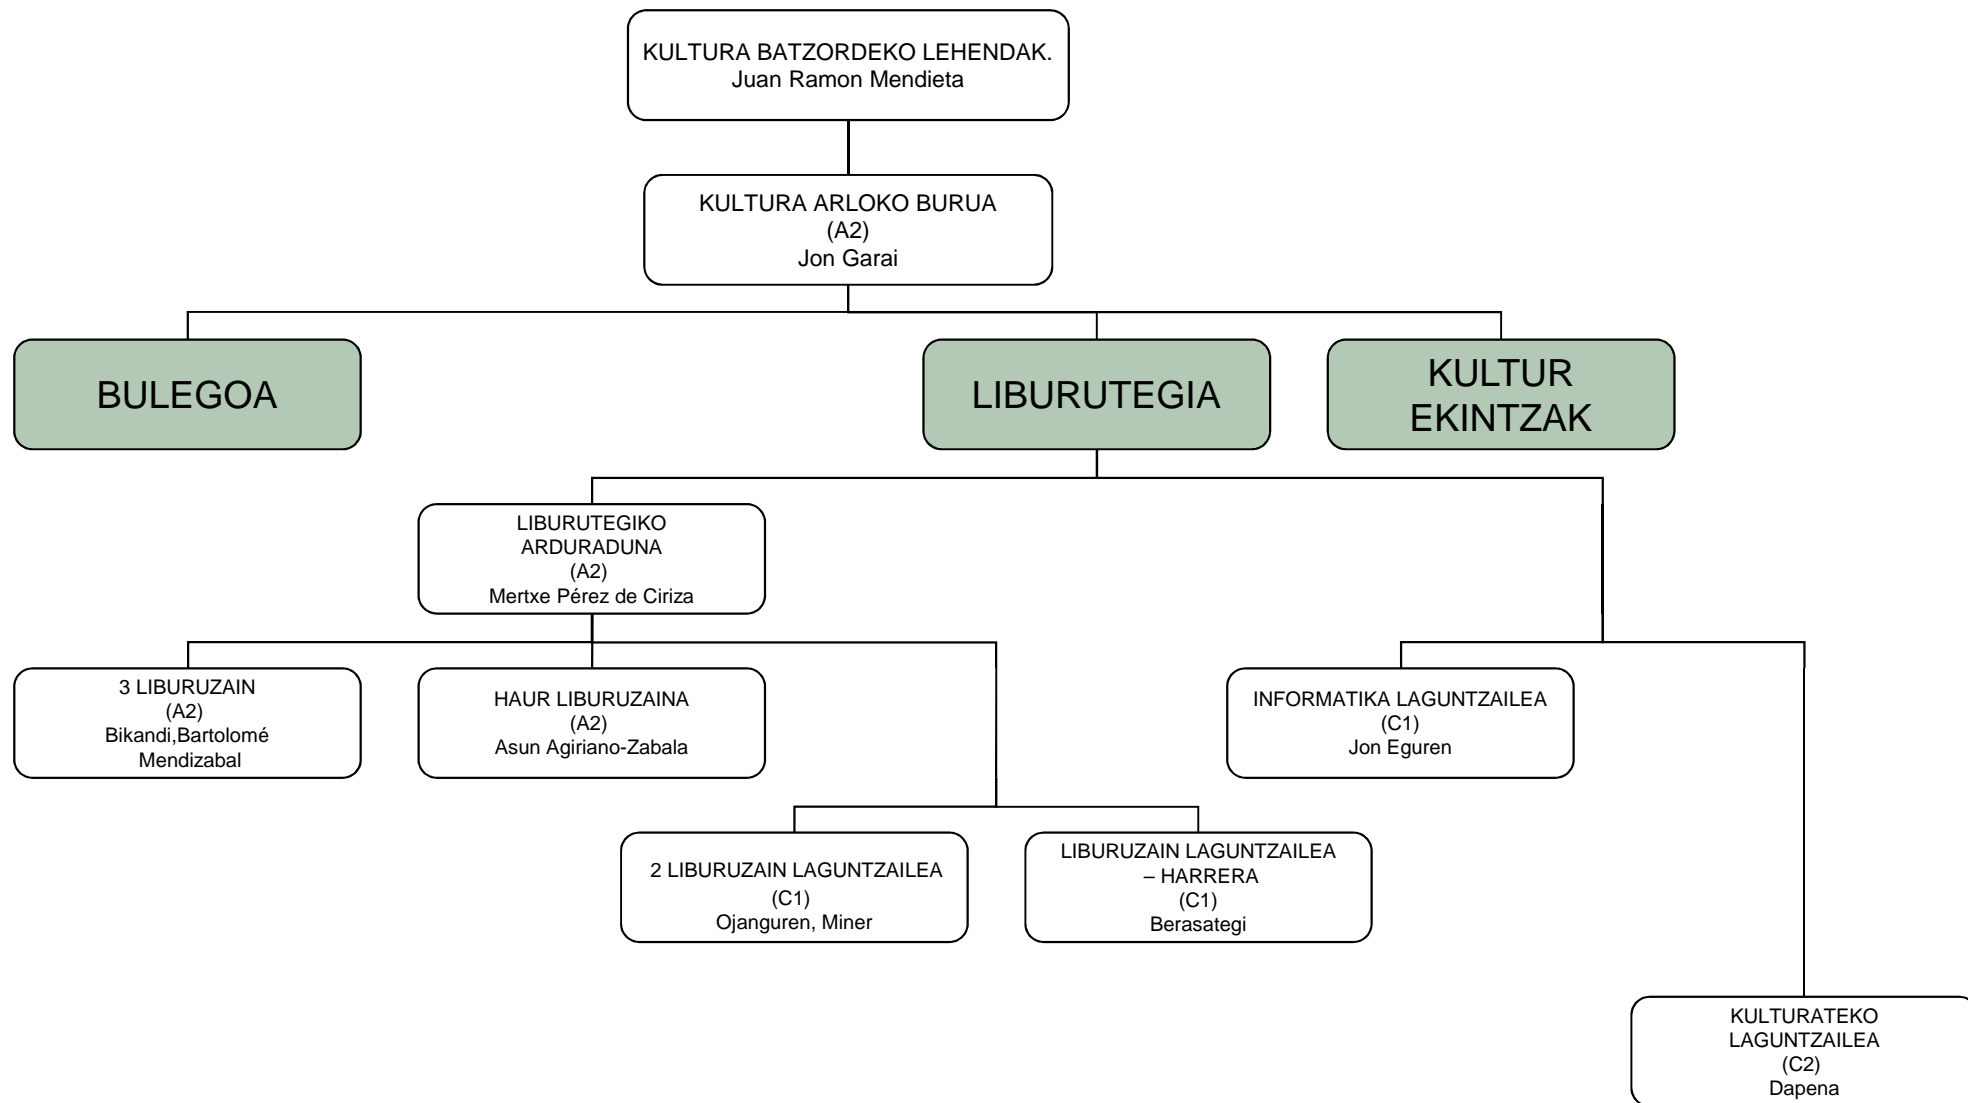 KULTURA BATZORDEKO LEHENDAK.
Juan Ramon Mendieta
KULTURA ARLOKO BURUA
(A2)
Jon Garai
BULEGOA
LIBURUTEGIA
KULTUR
EKINTZAK
LIBURUTEGIKO
ARDURADUNA
(A2)
Mertxe Pérez de Ciriza
3 LIBURUZAIN
(A2)
Bikandi,Bartolomé
Mendizabal
HAUR LIBURUZAINA
(A2)
Asun Agiriano-Zabala
INFORMATIKA LAGUNTZAILEA
(C1)
Jon Eguren
2 LIBURUZAIN LAGUNTZAILEA
(C1)
Ojanguren, Miner
LIBURUZAIN LAGUNTZAILEA
– HARRERA
(C1)
Berasategi
KULTURATEKO
LAGUNTZAILEA
(C2)
Dapena